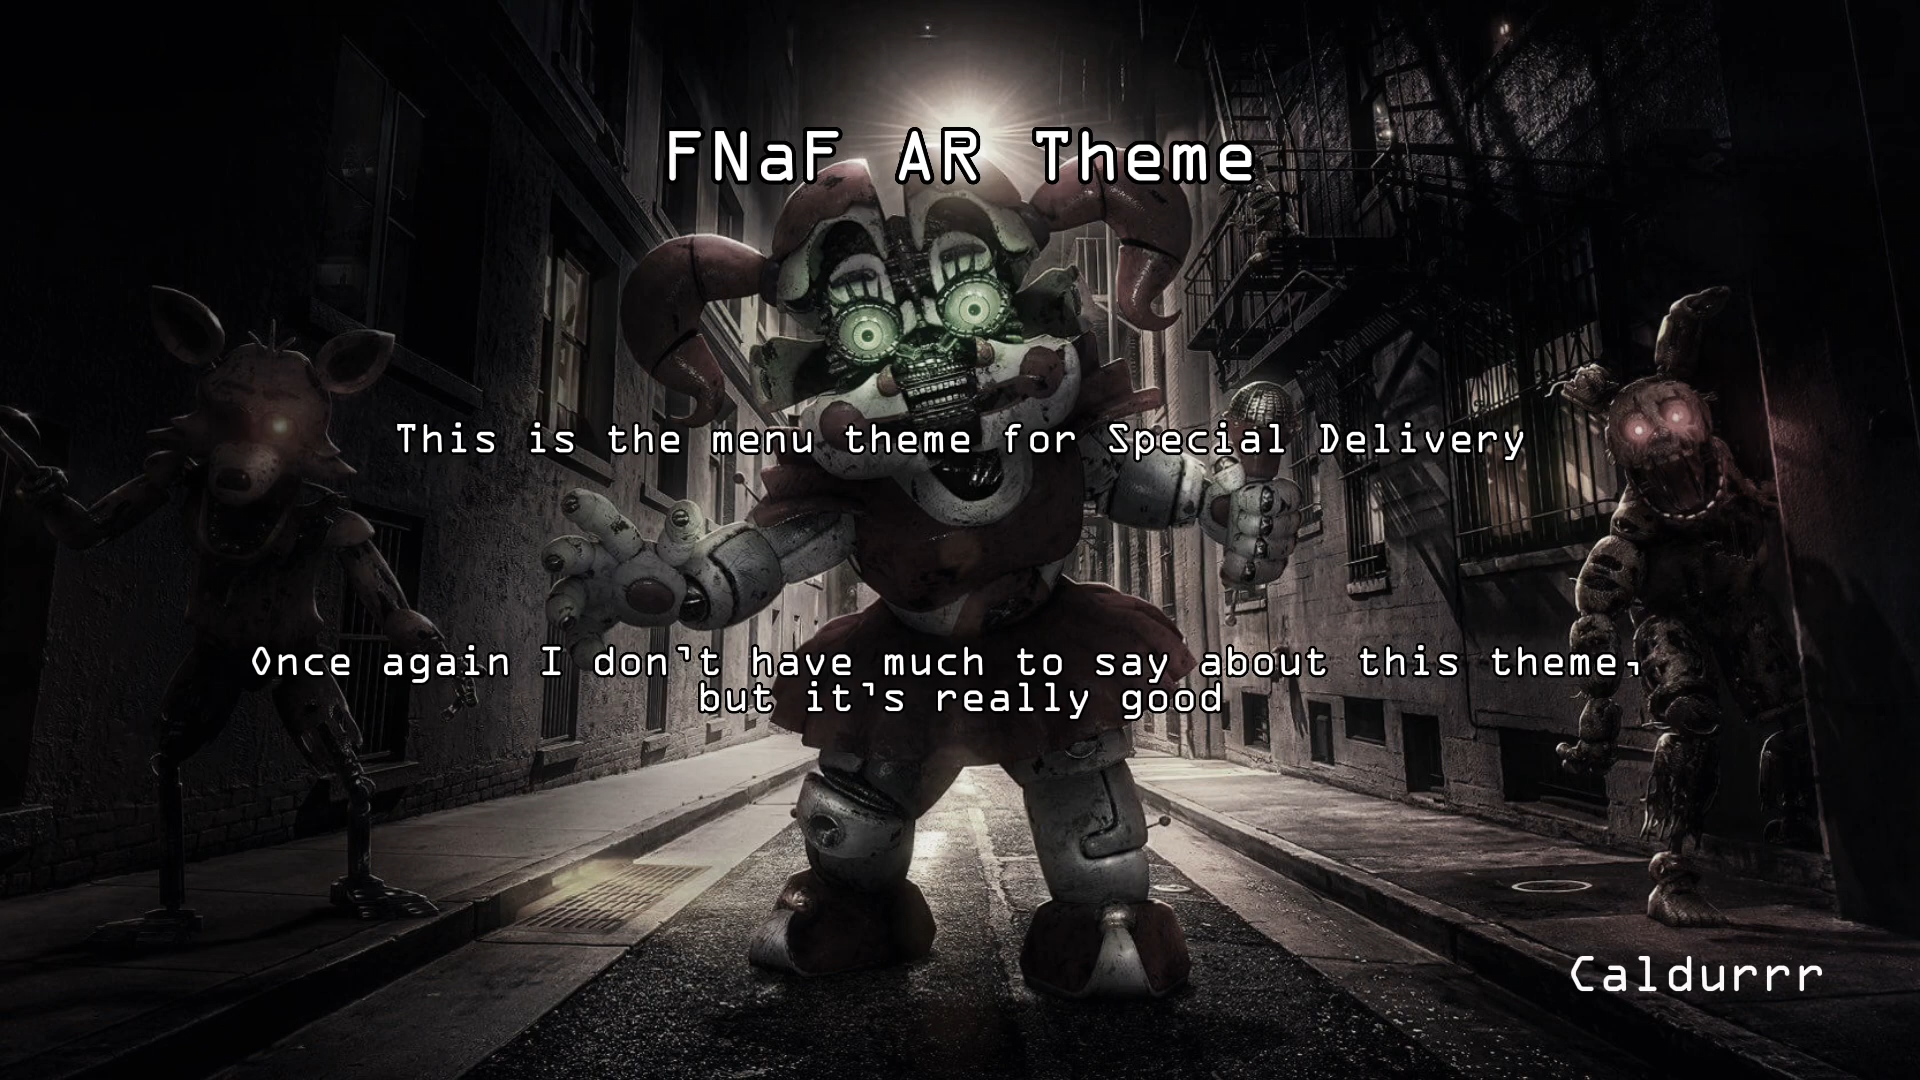 FNaF AR Theme
This is the menu theme for Special Delivery
Once again I don't have much to say about this theme,
but it's really good
Caldurrr